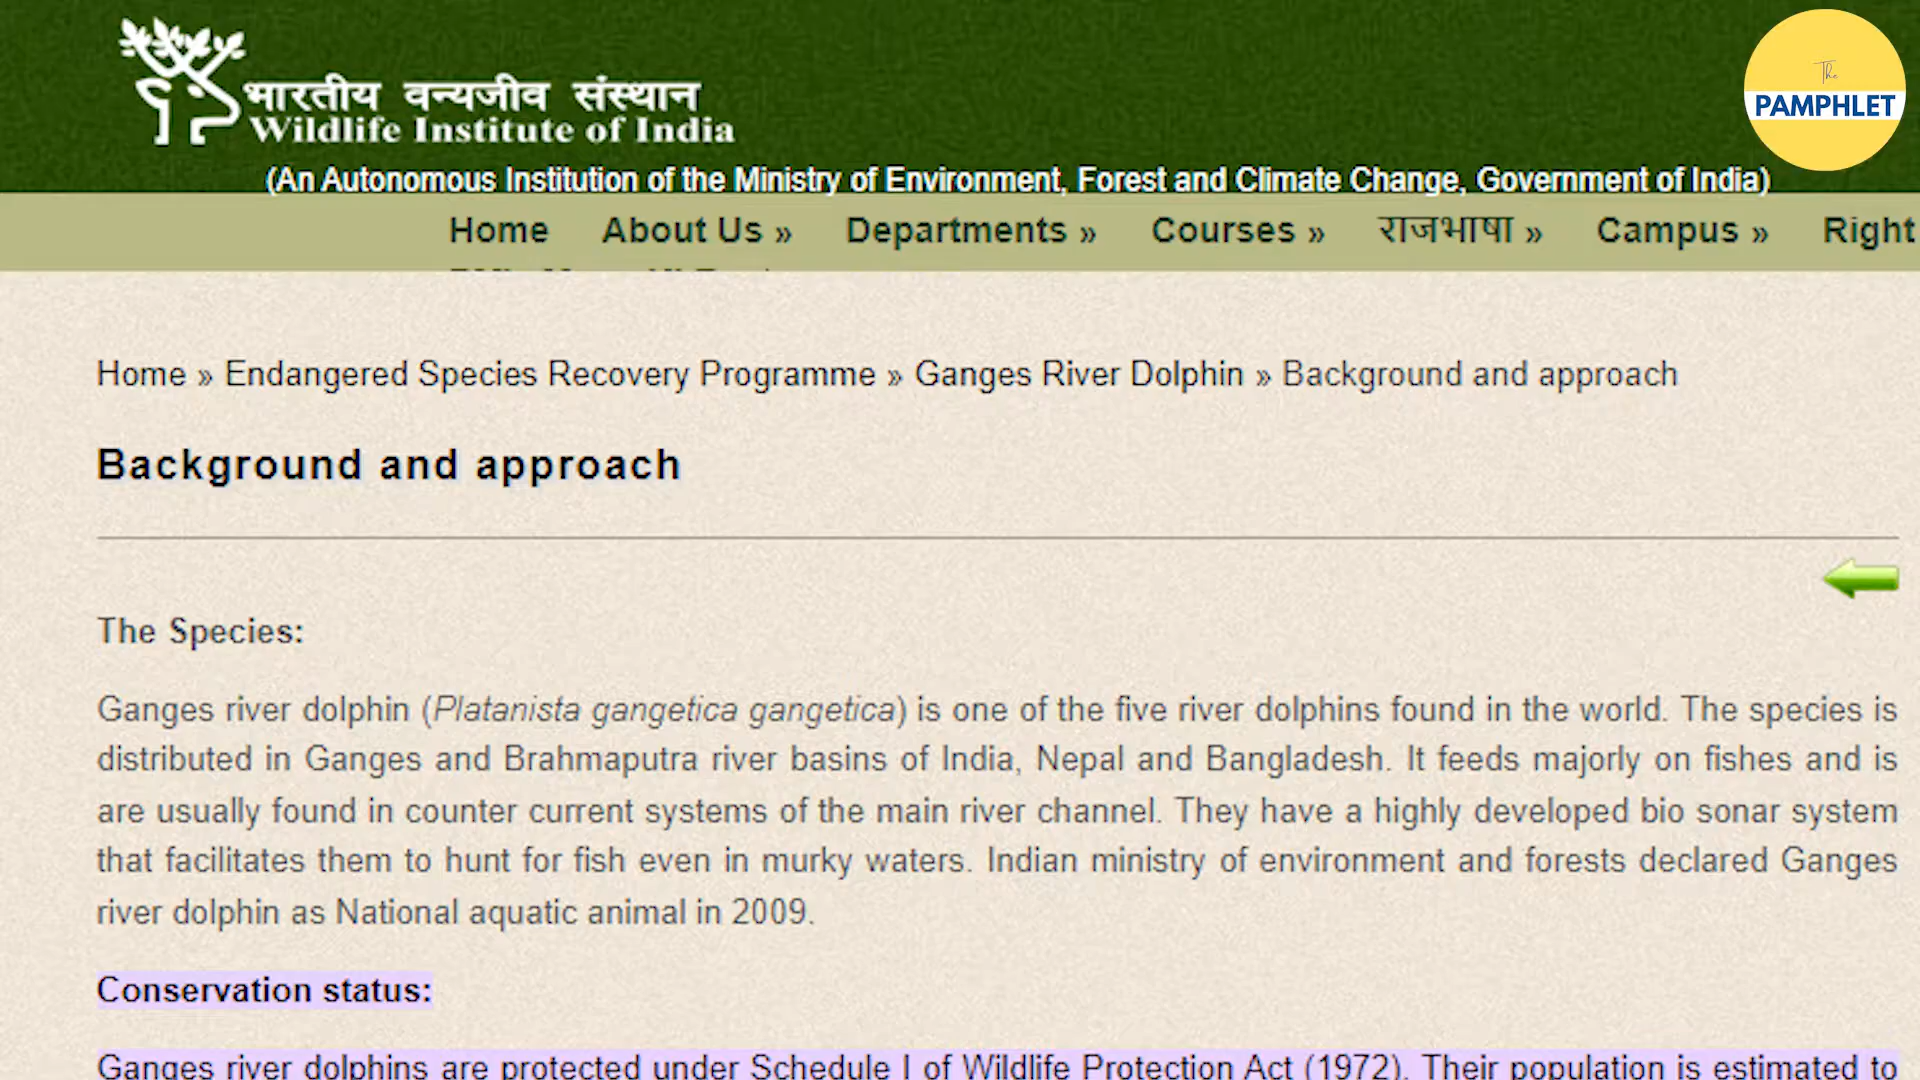 भारतीय वन्यजीव संस्थान
Wildlife Institute of India
The
PAMPHLET
(An Autonomous Institution of the Ministry of Environment, Forest and Climate Change, Government of India)
Home About Us » Departments » Courses » राजभाषा » Campus » Right
Home » Endangered Species Recovery Programme » Ganges River Dolphin » Background and approach
Background and approach
The Species:
Ganges river dolphin (Platanista gangetica gangetica) is one of the five river dolphins found in the world. The species is
distributed in Ganges and Brahmaputra river basins of India, Nepal and Bangladesh. It feeds majorly on fishes and is
are usually found in counter current systems of the main river channel. They have a highly developed bio sonar system
that facilitates them to hunt for fish even in murky waters. Indian ministry of environment and forests declared Ganges
river dolphin as National aquatic animal in 2009.
Conservation status:
Ganges river dolphins are protected under Schedule I of Wildlife Protection Act (1972). Their population is estimated to